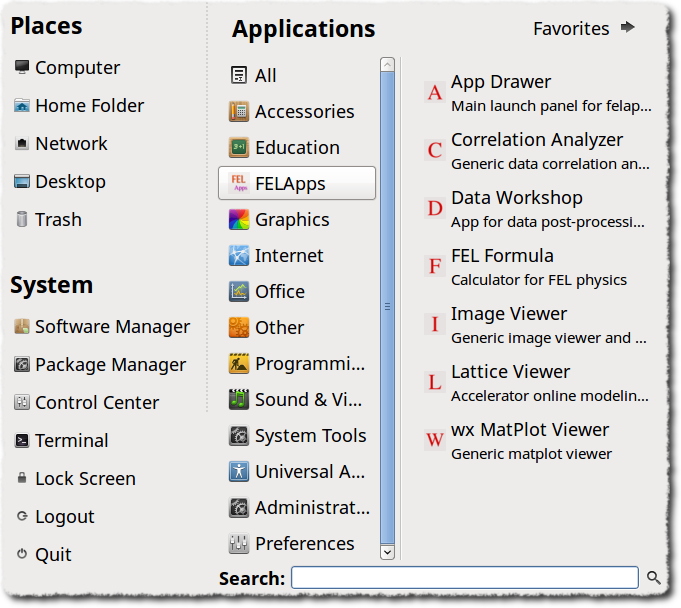 Places
Computer
Home Folder
Network
Desktop
Trash
System
Software Manager
Package Manager
Control Center
Terminal
Lock Screen
Logout
Quit
Applications
Favorites
All
Accessories
Education
FEL
Apps
FELApps
Graphics
Internet
Office
Other
Programmi...
Sound & Vi...
System Tools
Universal A...
Administrat...
Preferences
A
App Drawer
Main launch panel for felap...
C
Correlation Analyzer
Generic data correlation an...
D
Data Workshop
App for data post-processi...
F
FEL Formula
Calculator for FEL physics
I
Image Viewer
Generic image viewer and ...
L
Lattice Viewer
Accelerator online modelin...
W
wx MatPlot Viewer
Generic matplot viewer
Search: